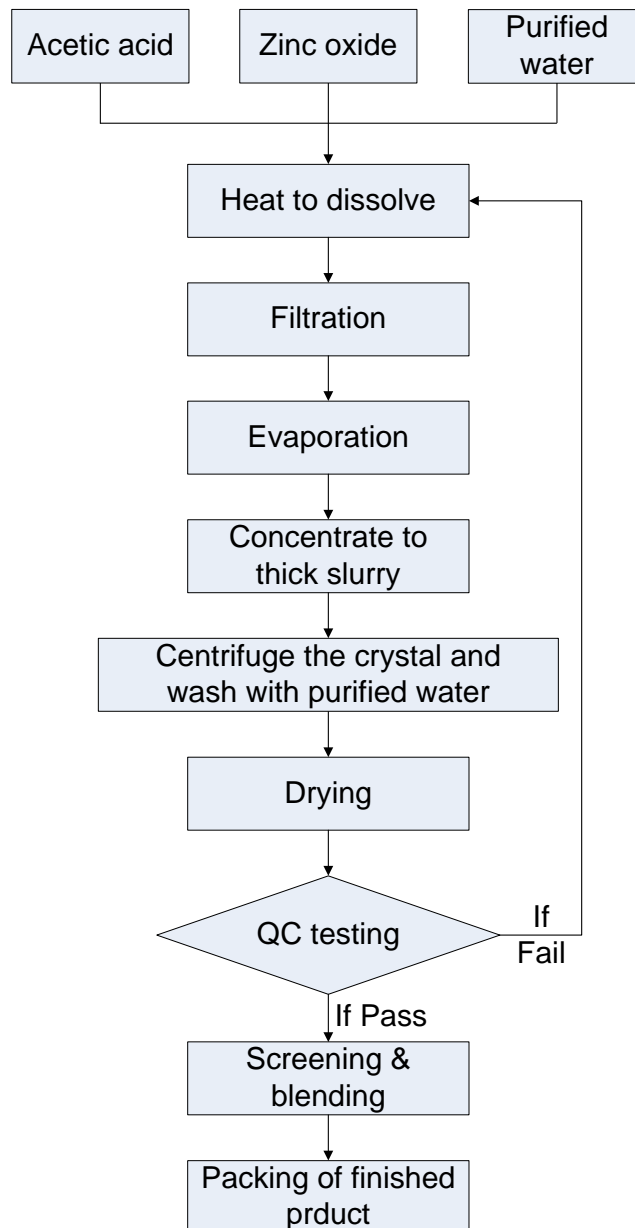 Acetic acid
Zinc oxide
Purified
water
Heat to dissolve
Filtration
Evaporation
Concentrate to
thick slurry
Centrifuge the crystal and
wash with purified water
Drying
QC testing
If
Fail
If Pass
Screening &
blending
Packing of finished
prduct